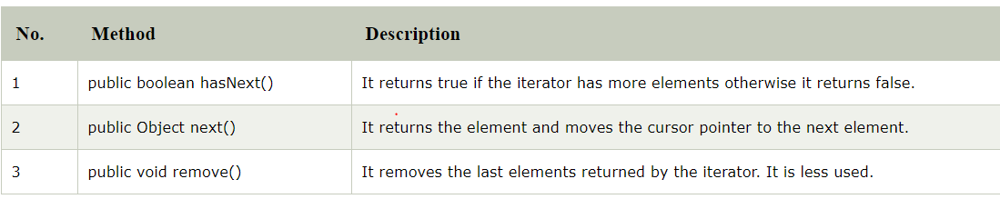 No. Method Description
1 public boolean hasNext() It returns true if the iterator has more elements otherwise it returns false.
2 public Object next() It returns the element and moves the cursor pointer to the next element.
3 public void remove() It removes the last elements returned by the iterator. It is less used.